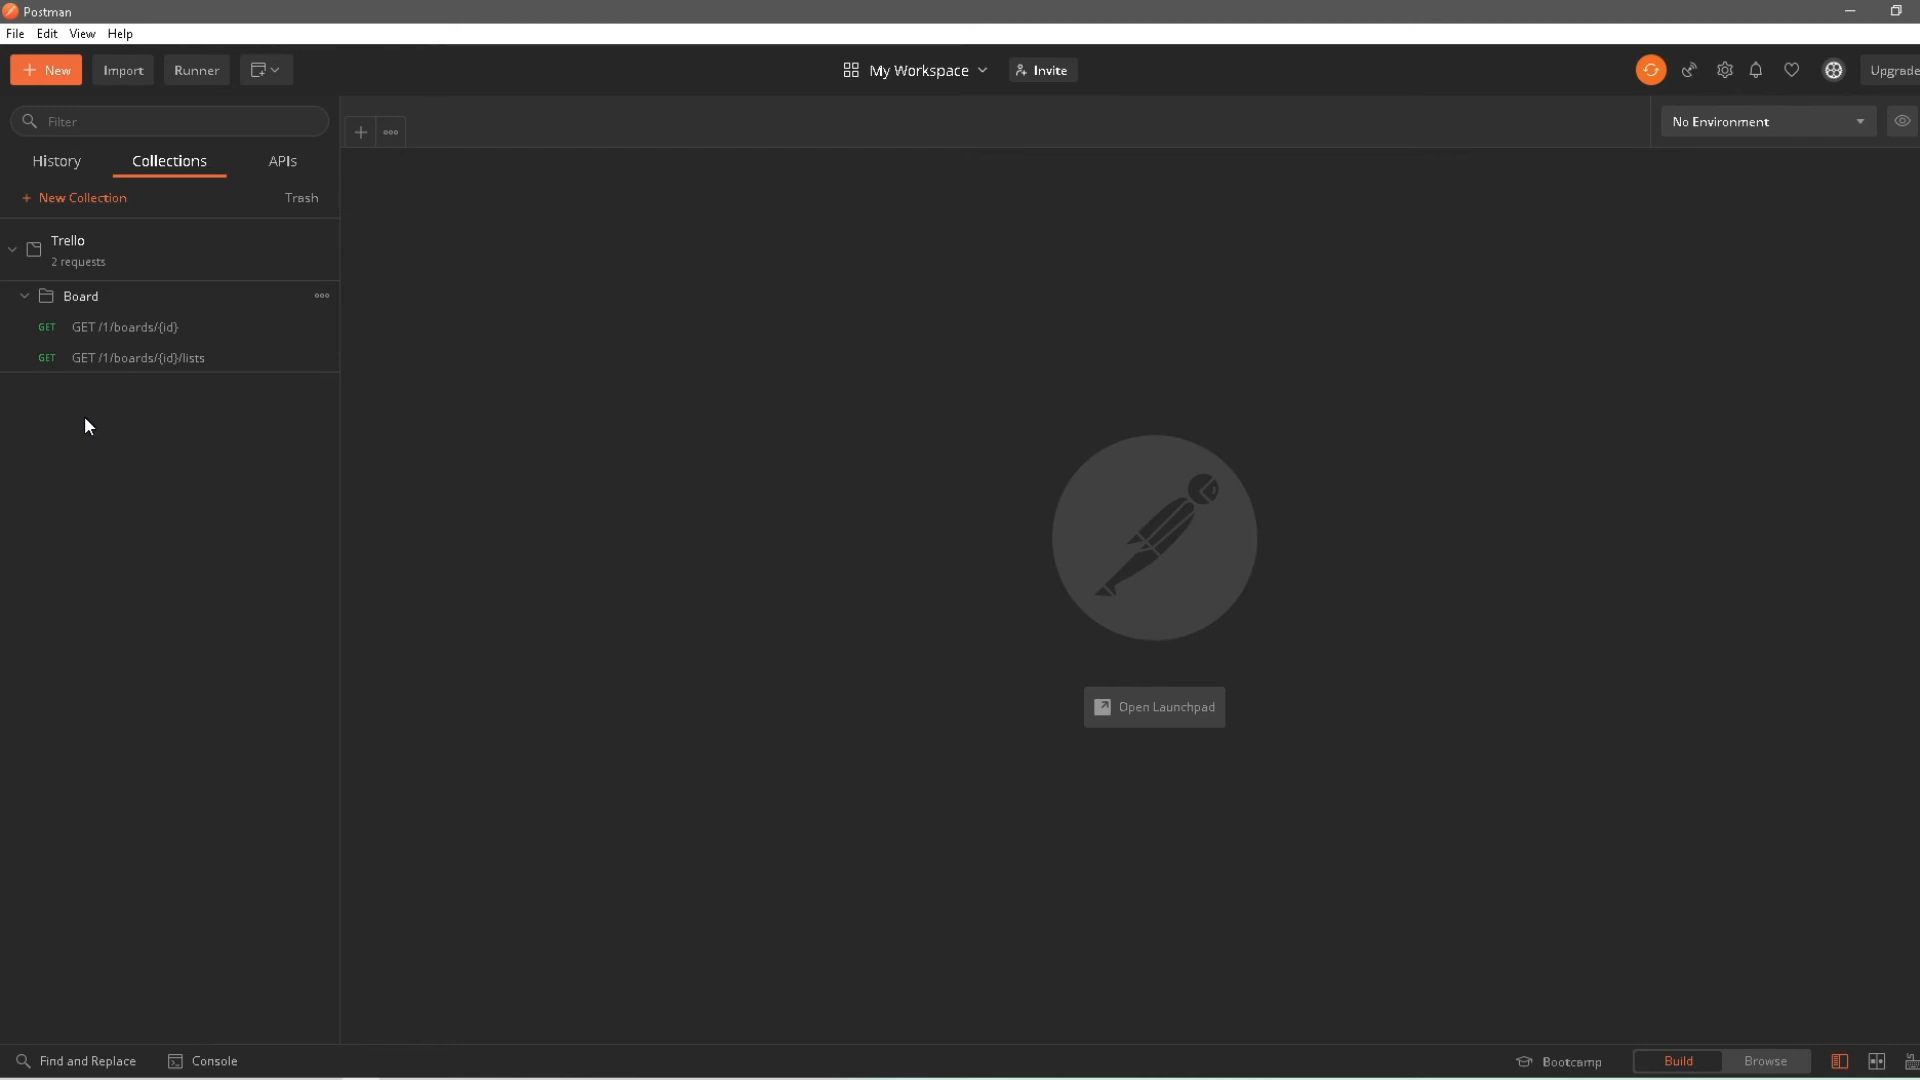 Postman
File Edit View Help
New Import Runner My Workspace Invite Upgrade
Filter
No Environment
History Collections APIs
+ New Collection Trash
Trello
2 requests
Board
GET GET /1/boards/{id}
GET GET /1/boards/{id}/lists
Open Launchpad
Find and Replace Console Bootcamp Build Browse